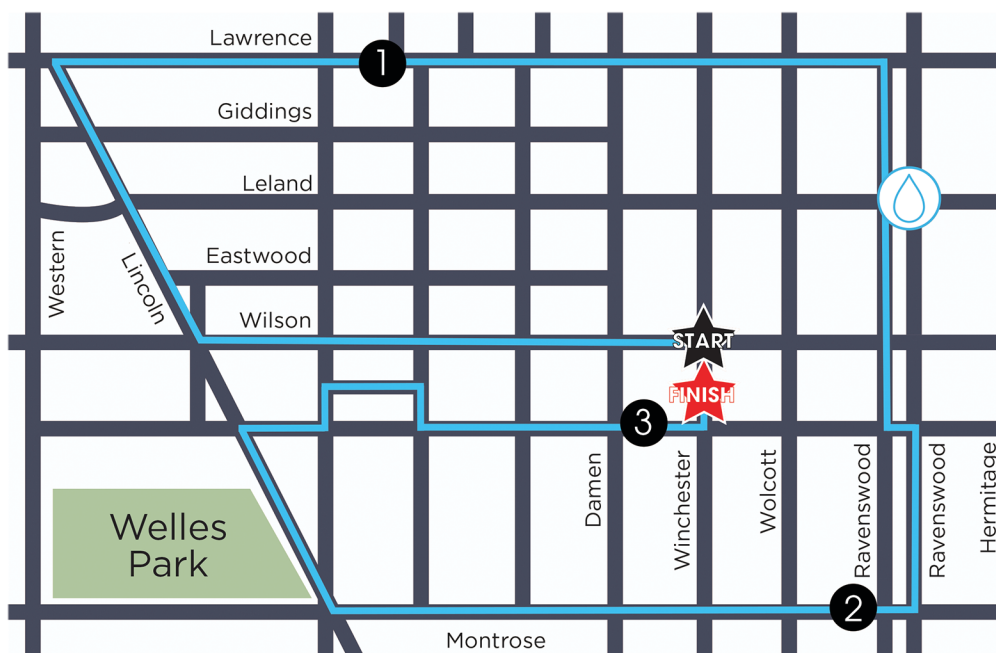 Lawrence
1
Giddings
Leland
Eastwood
Western
Lincoln
Wilson
START
FINISH
3
Damen
Winchester
Wolcott
Ravenswood
Ravenswood
Hermitage
Welles
Park
2
Montrose